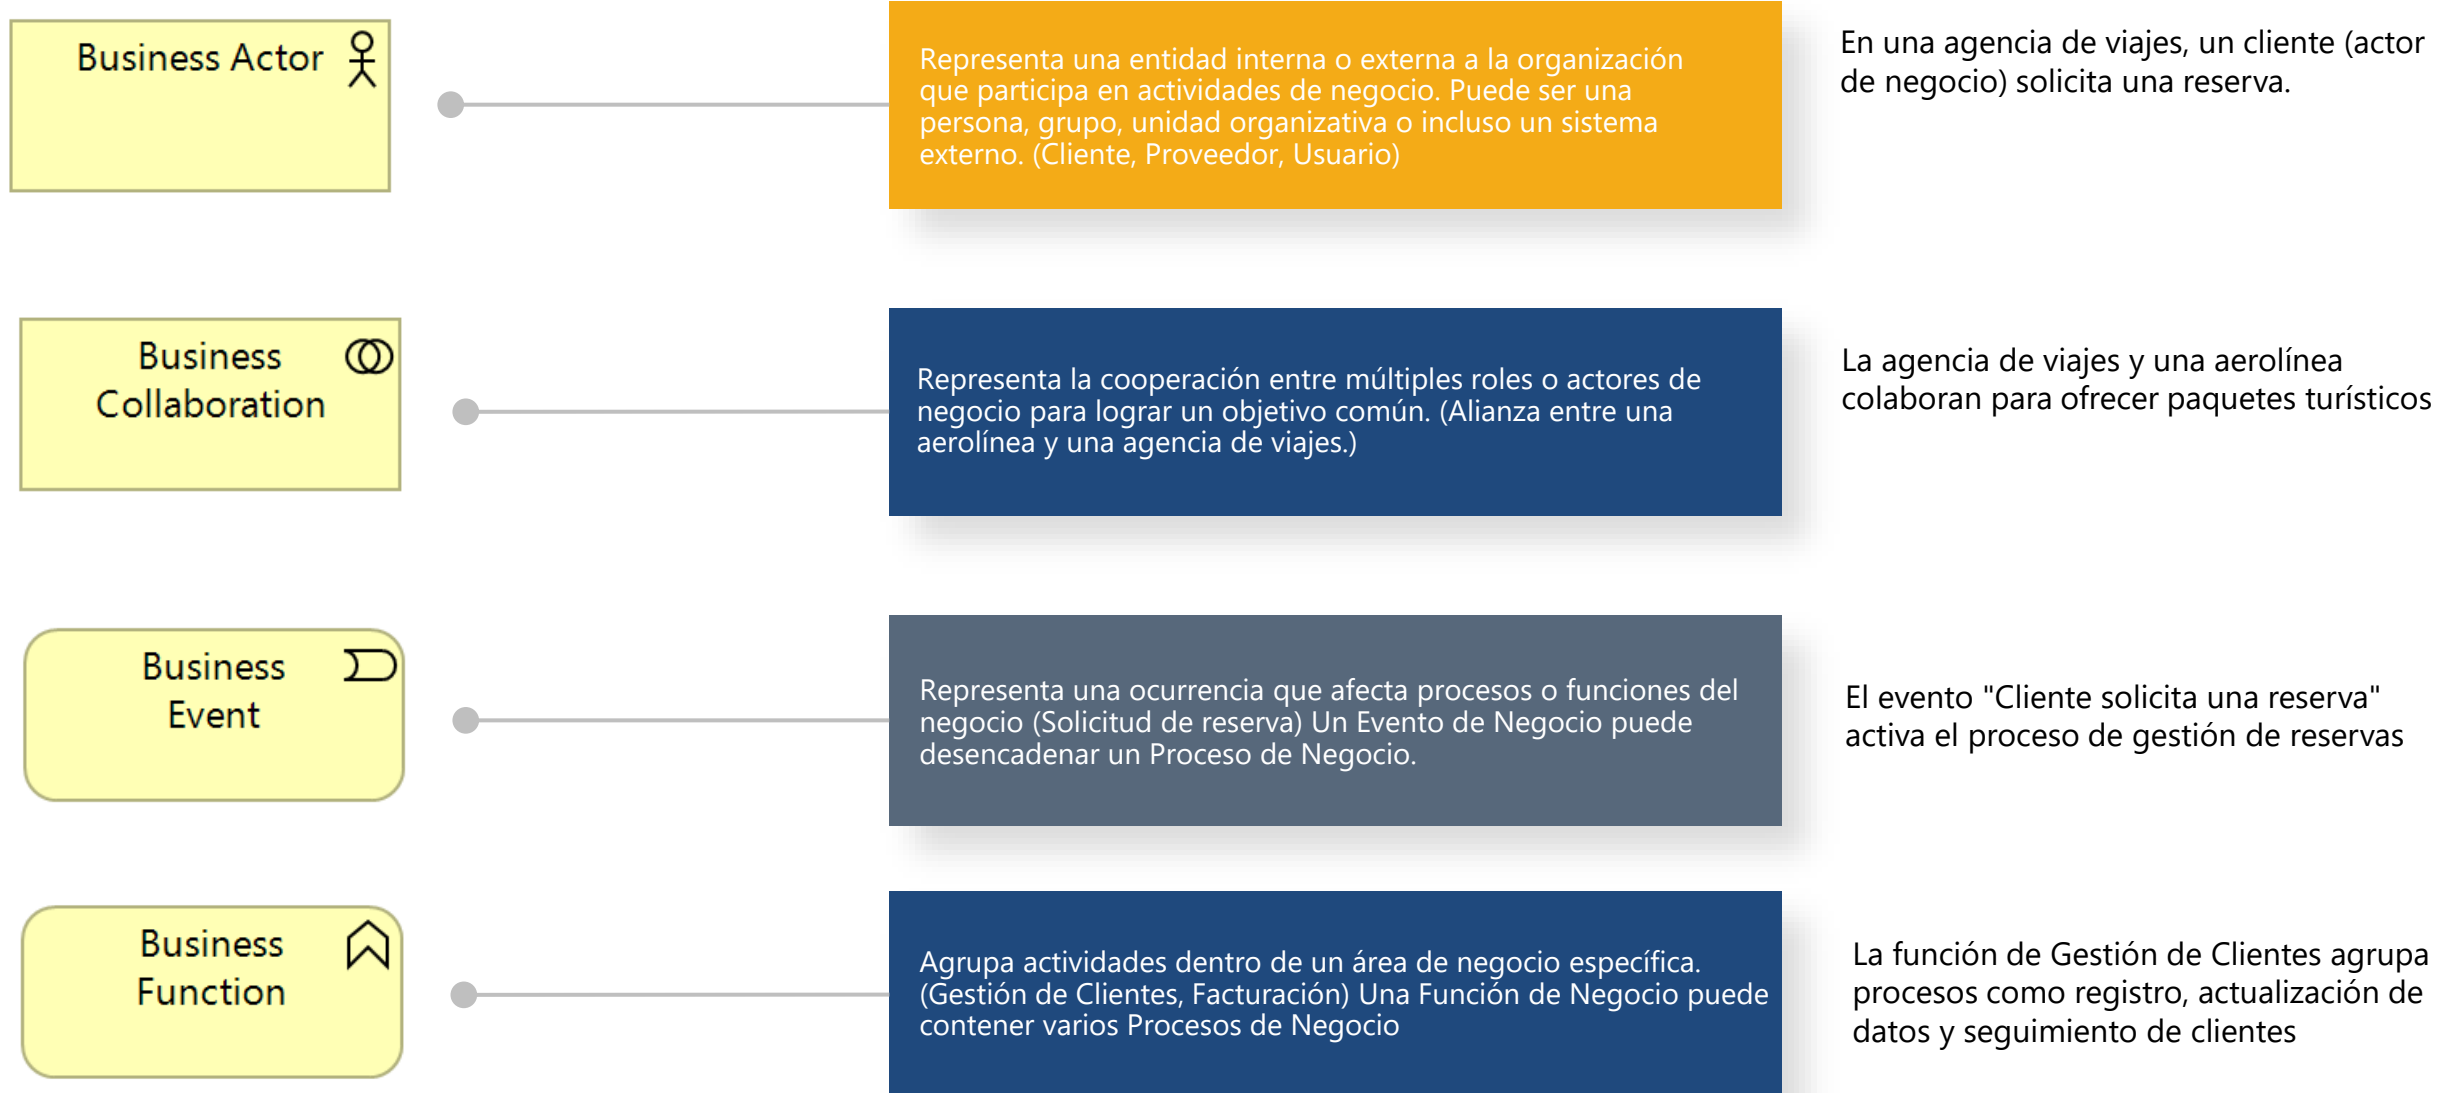 Business Actor
Representa una entidad interna o externa a la organización
que participa en actividades de negocio. Puede ser una
persona, grupo, unidad organizativa o incluso un sistema
externo. (Cliente, Proveedor, Usuario)
En una agencia de viajes, un cliente (actor
de negocio) solicita una reserva.
Business
Collaboration
Representa la cooperación entre múltiples roles o actores de
negocio para lograr un objetivo común. (Alianza entre una
aerolínea y una agencia de viajes.)
La agencia de viajes y una aerolínea
colaboran para ofrecer paquetes turísticos
Business
Event
Representa una ocurrencia que afecta procesos o funciones del
negocio (Solicitud de reserva) Un Evento de Negocio puede
desencadenar un Proceso de Negocio.
El evento "Cliente solicita una reserva"
activa el proceso de gestión de reservas
Business
Function
Agrupa actividades dentro de un área de negocio específica.
(Gestión de Clientes, Facturación) Una Función de Negocio puede
contener varios Procesos de Negocio
La función de Gestión de Clientes agrupa
procesos como registro, actualización de
datos y seguimiento de clientes